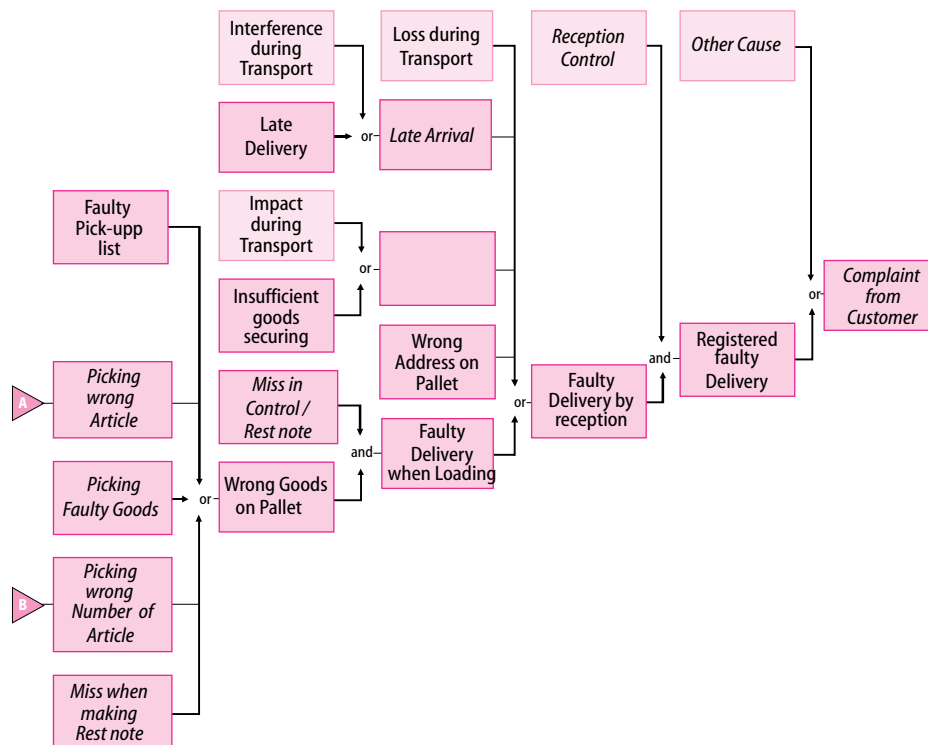 Interference
during
Transport
Loss during
Transport
Reception
Control
Other Cause
Late
Delivery
or
Late Arrival
Faulty
Pick-upp
list
Impact
during
Transport
or
Insufficient
goods
securing
Complaint
from
Customer
or
Wrong
Address on
Pallet
Registered
faulty
Delivery
and
A
Picking
wrong
Article
Miss in
Control /
Rest note
Faulty
Delivery by
reception
or
and
Faulty
Delivery
when Loading
Picking
Faulty Goods
or
Wrong Goods
on Pallet
B
Picking
wrong
Number of
Article
Miss when
making
Rest note